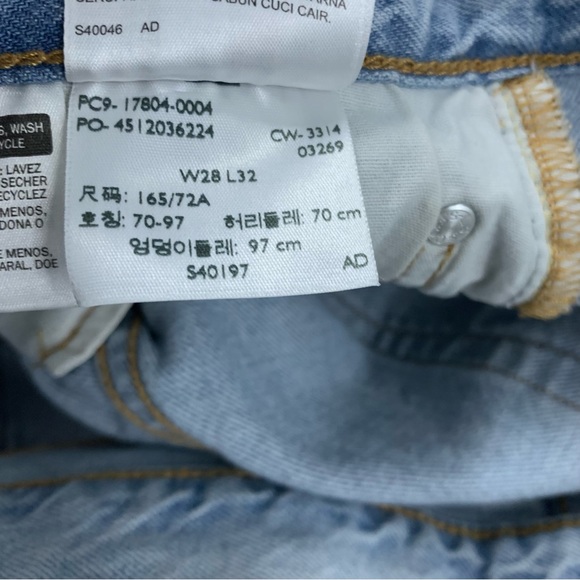 CUCI CAIR.
S40046 AD
, WASH
LAVEZ
SECHER
MENOS,
DONA O
E MENOS,
ARAL, DOE
PC9-17804-0004
PO-4512036224
CW-3314
03269
W28 L32
尺码: 165/72A
호칭: 70-97 허리둘레: 70 cm
엉덩이둘레: 97 cm
S40197 AD